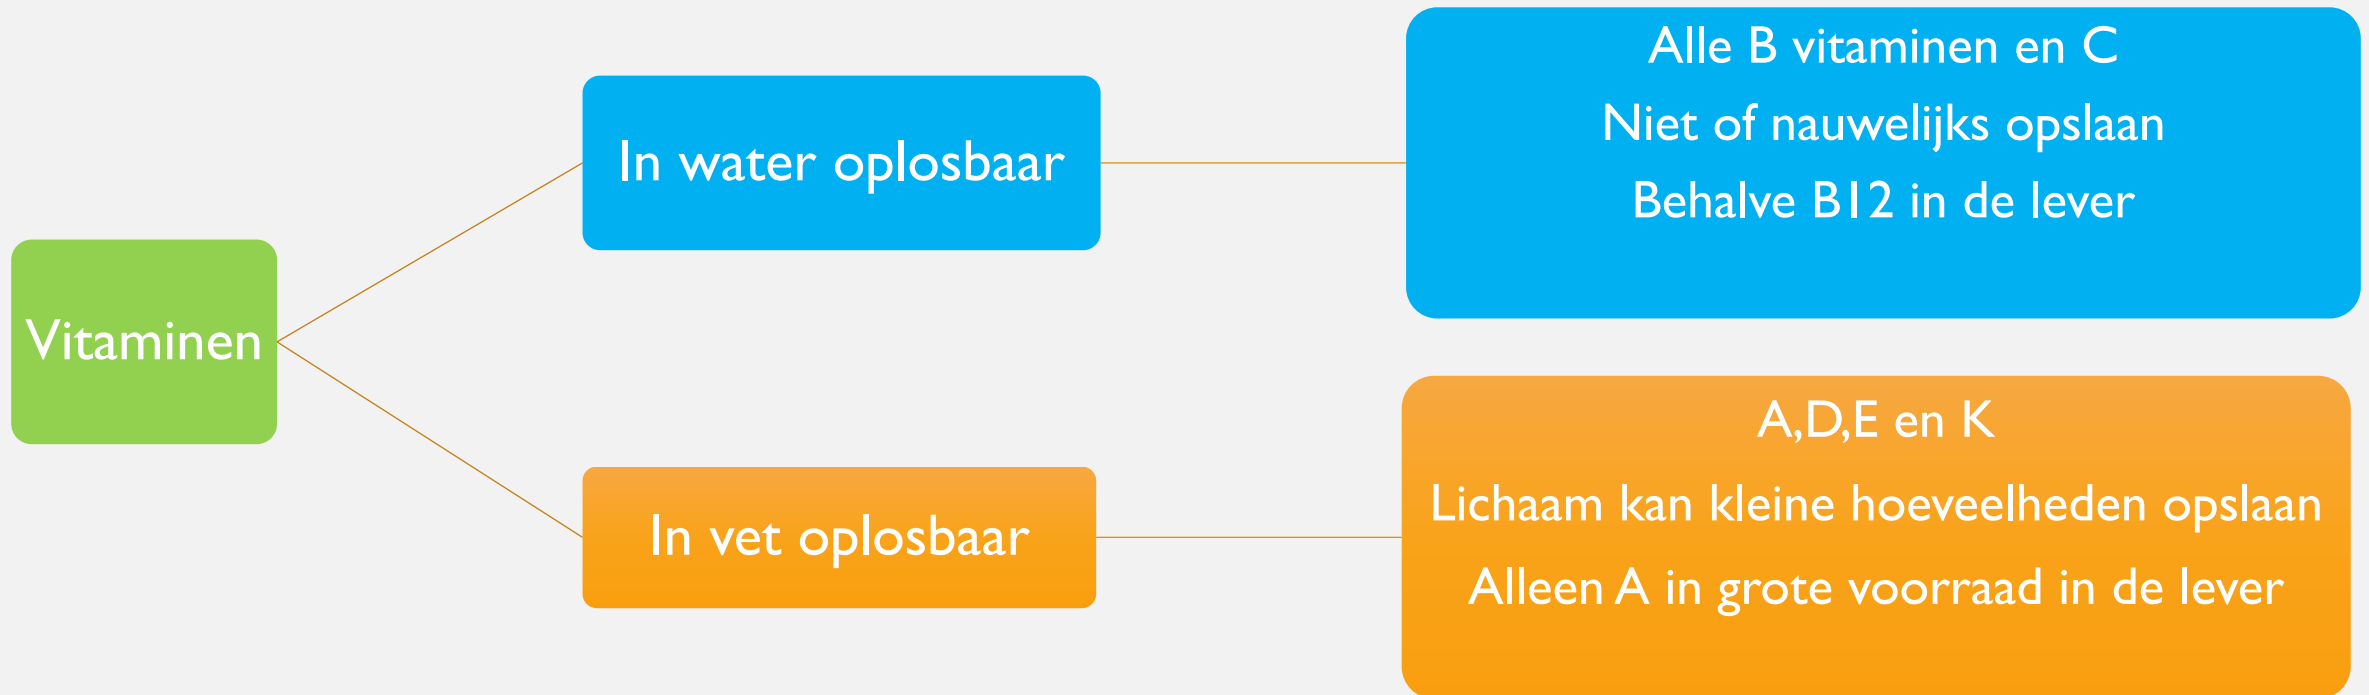 Vitaminen
In water oplosbaar
Alle B vitaminen en C
Niet of nauwelijks opslaan
Behalve B12 in de lever
In vet oplosbaar
A,D,E en K
Lichaam kan kleine hoeveelheden opslaan
Alleen A in grote voorraad in de lever